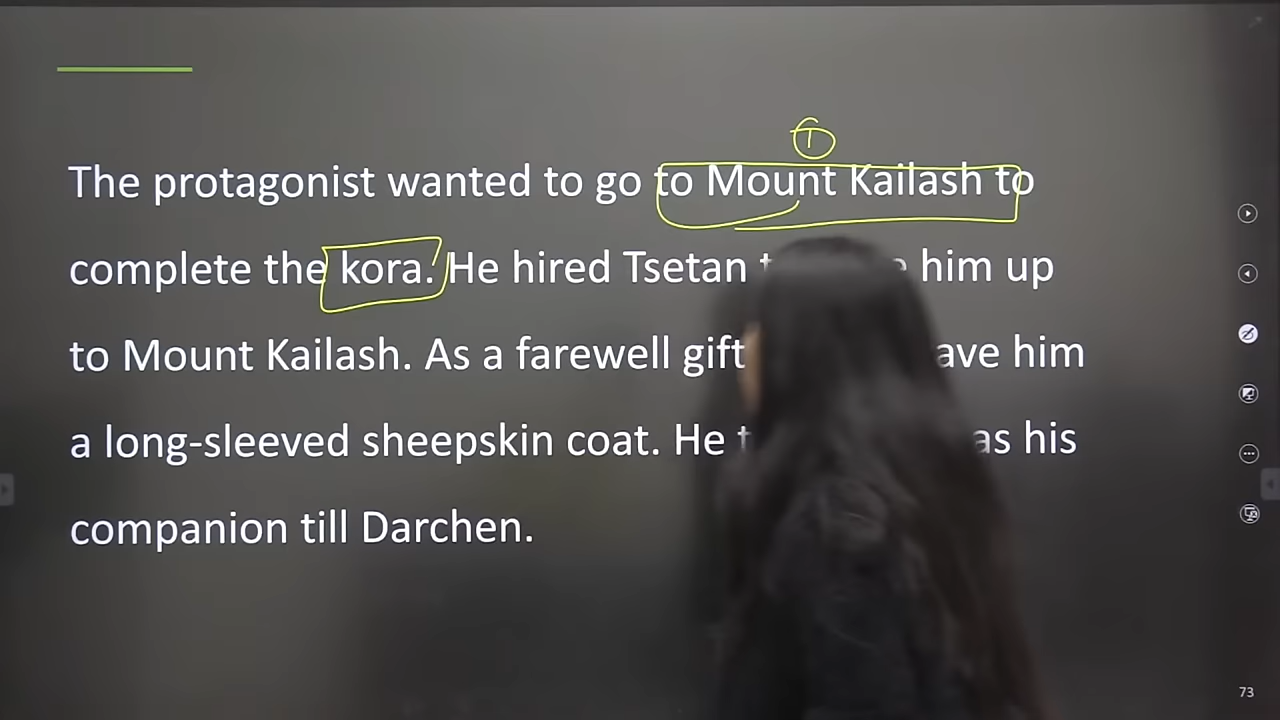 The protagonist wanted to go to Mount Kailash to
complete the kora. He hired Tsetan him up
to Mount Kailash. As a farewell gift him
a long-sleeved sheepskin coat. He as his
companion till Darchen.
73